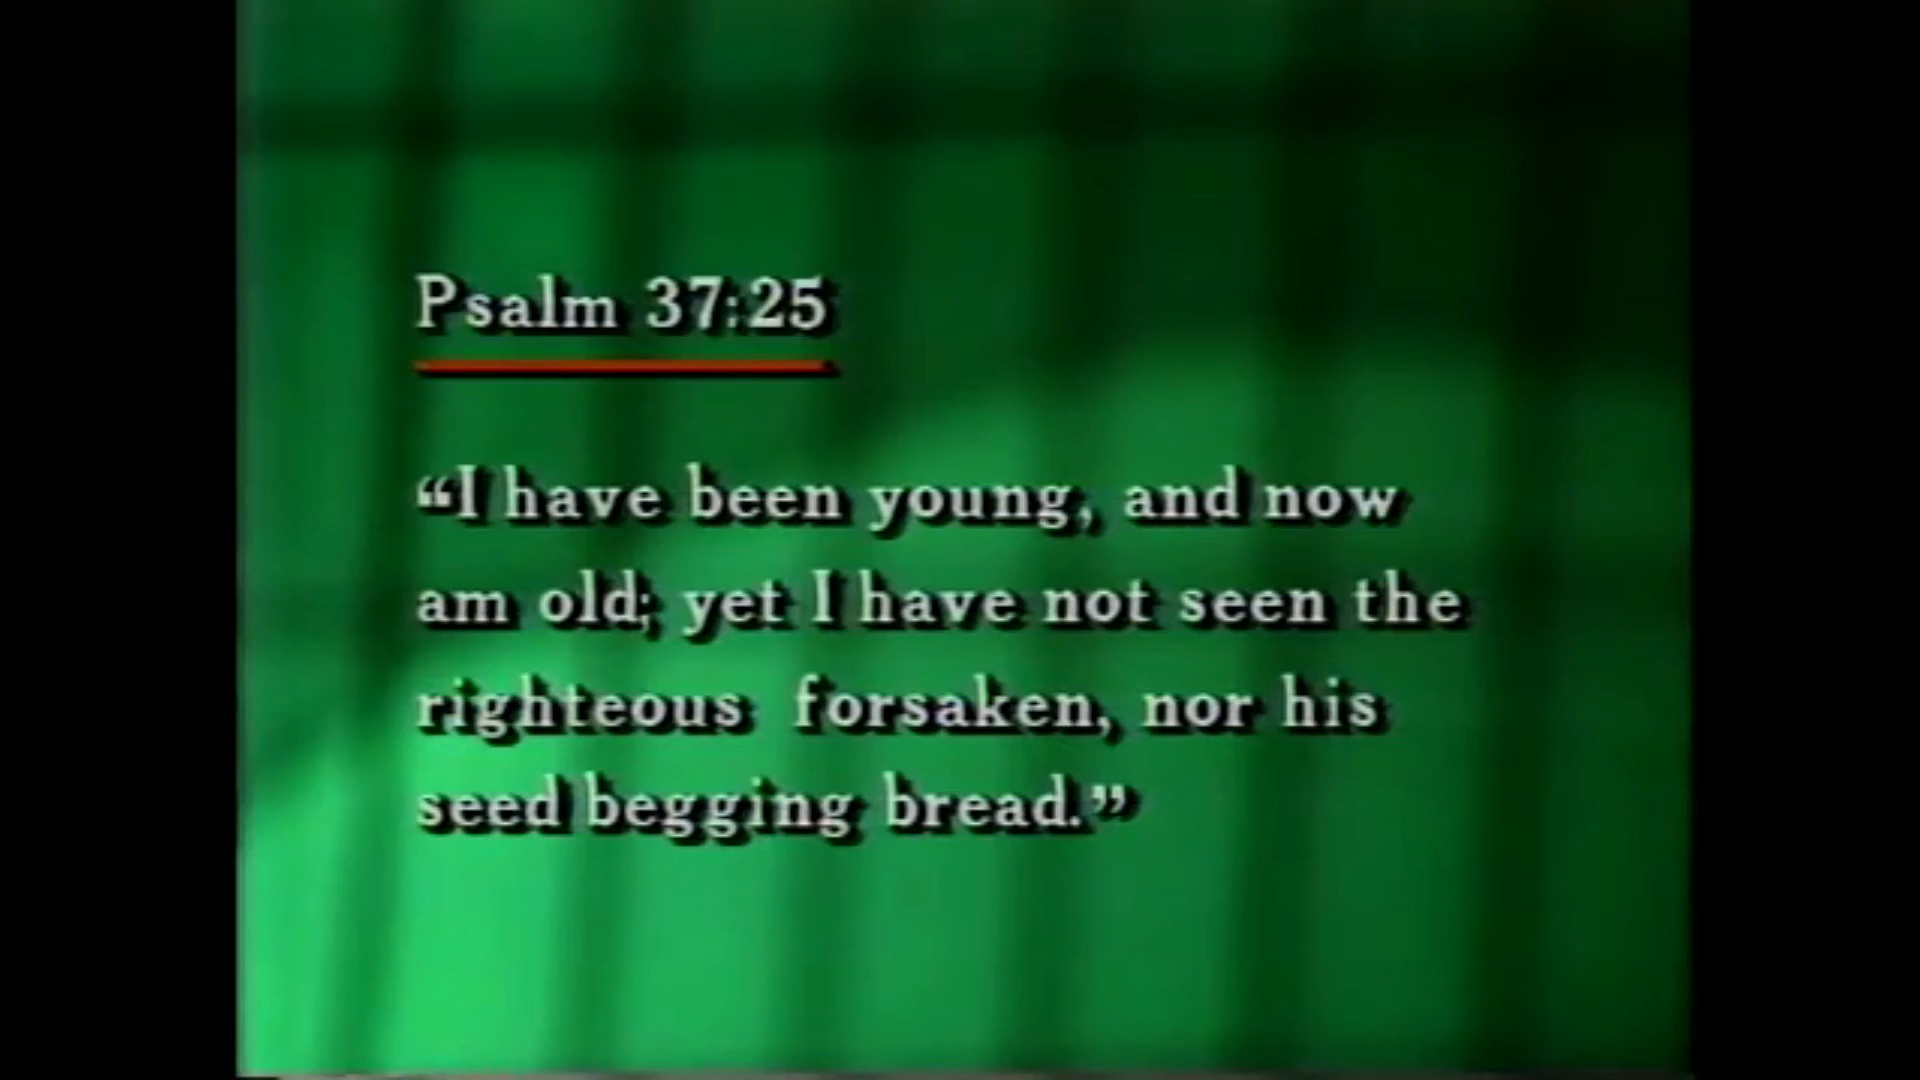 Psalm 37:25
“I have been young, and now
am old; yet I have not seen the
righteous forsaken, nor his
seed begging bread.”